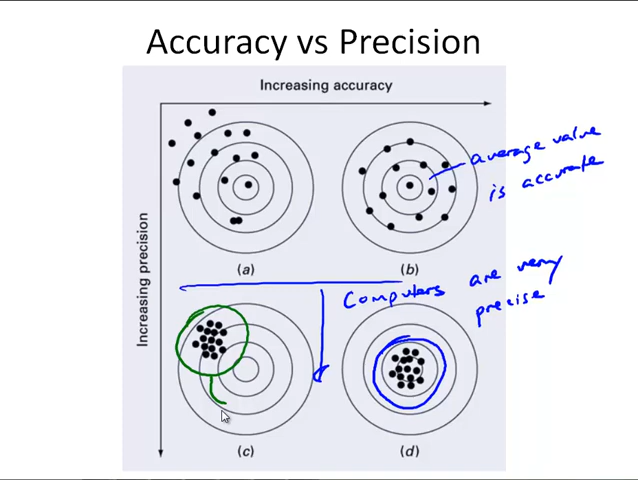 Accuracy vs Precision
Increasing accuracy
average value
is accurate
Increasing precision
(a)
(b)
Computers are very
precise
(c)
(d)